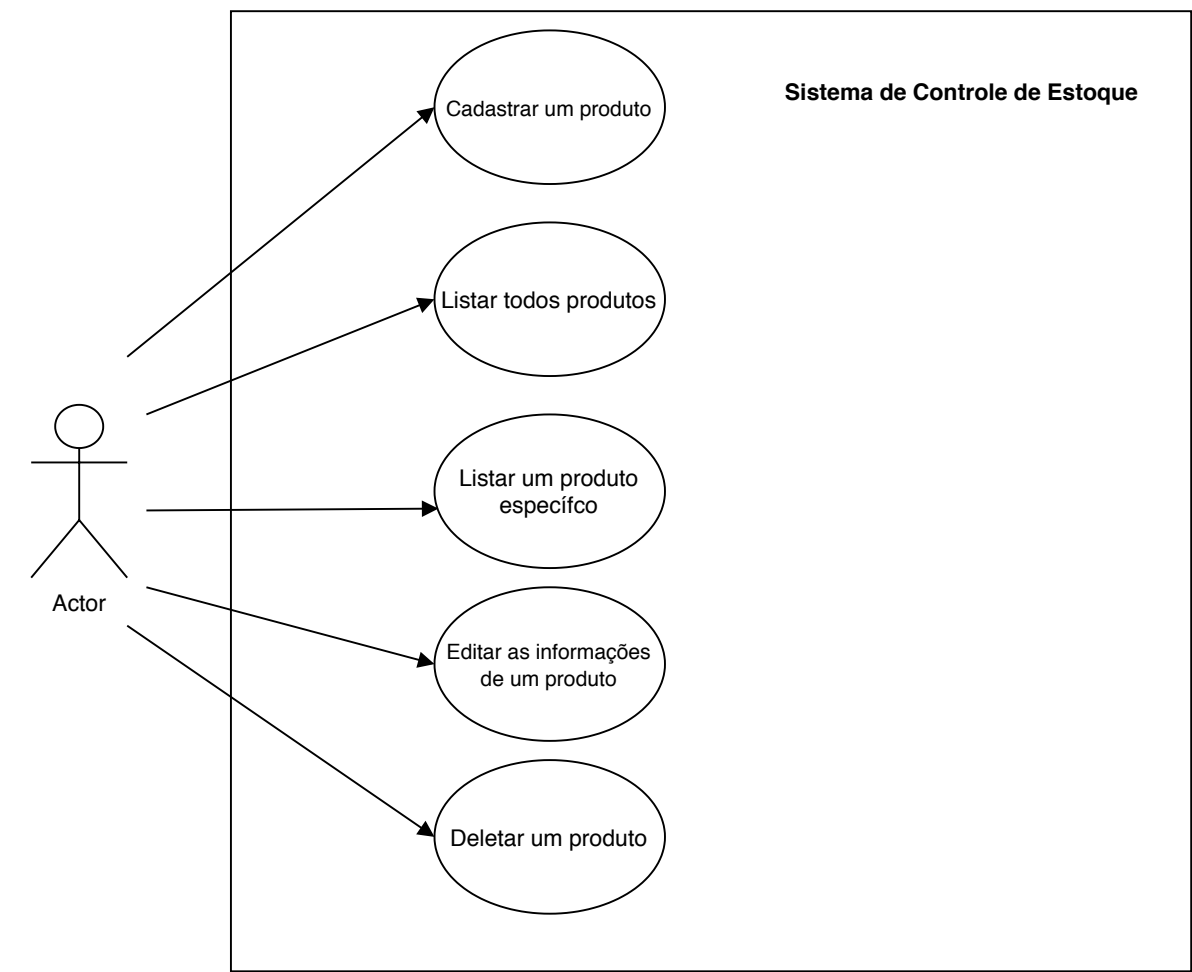 Sistema de Controle de Estoque
Cadastrar um produto
Listar todos produtos
Listar um produto
específco
Editar as informações
de um produto
Deletar um produto
Actor